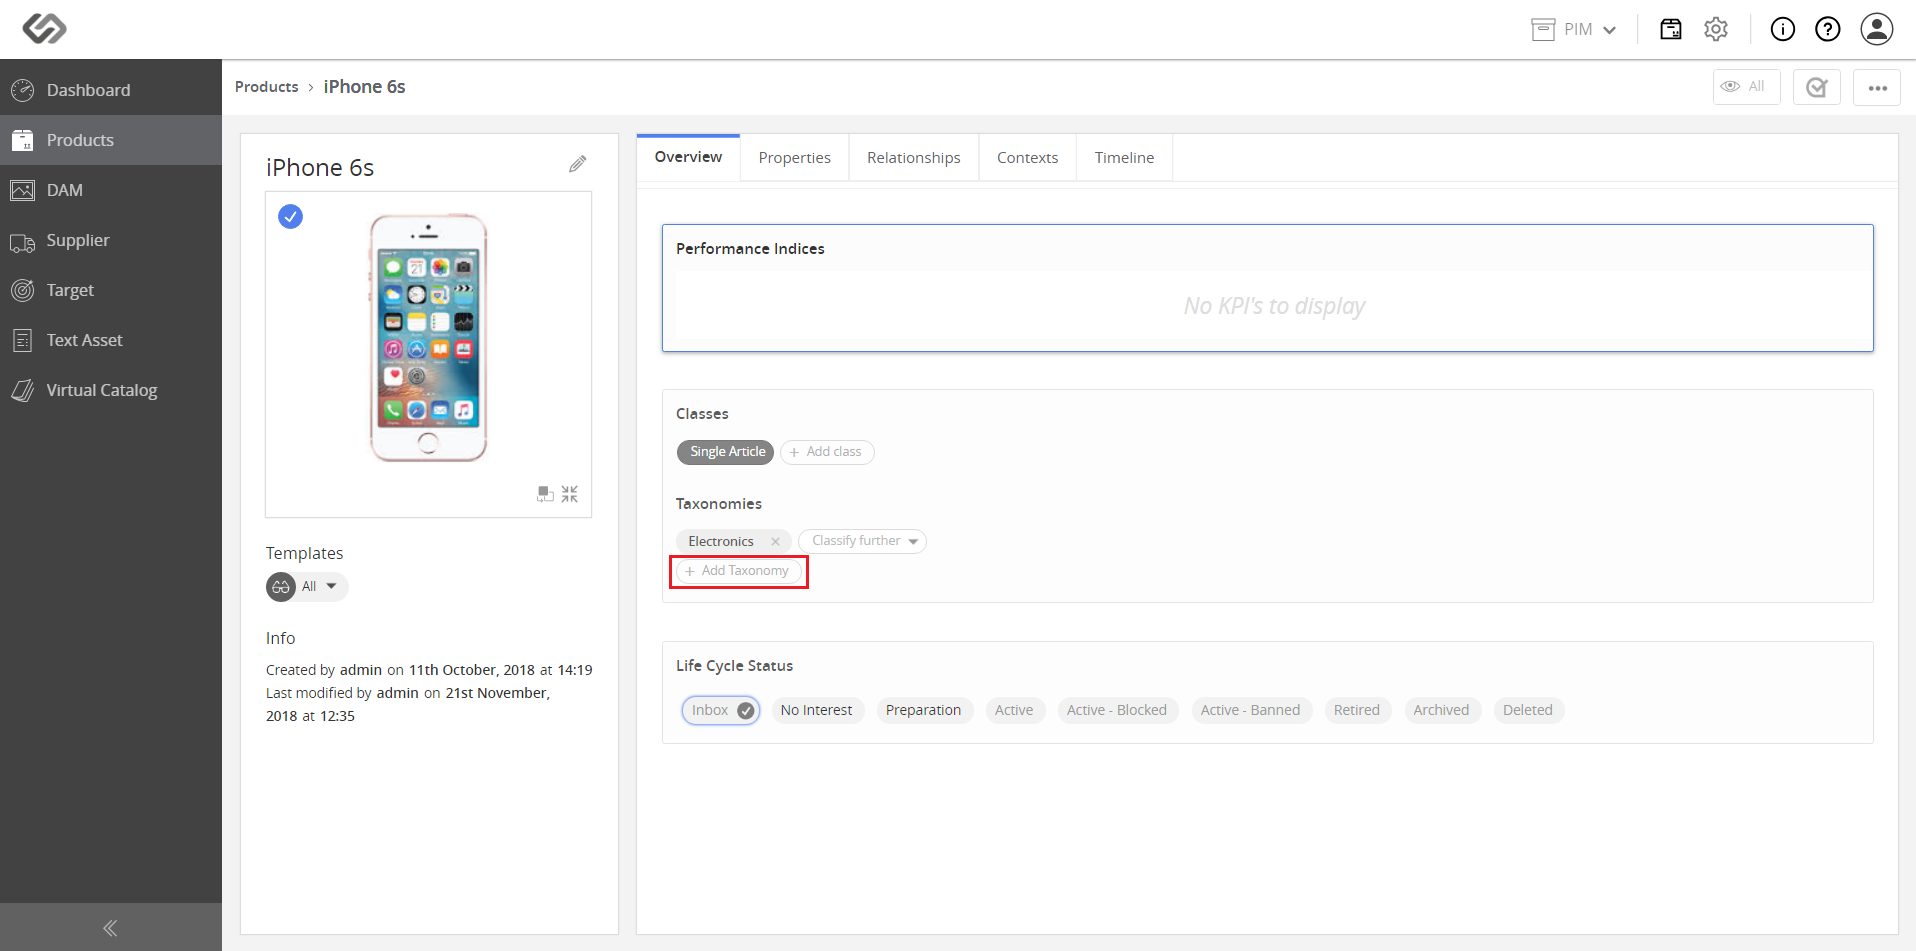 PIM
Dashboard
Products
DAM
Supplier
Target
Text Asset
Virtual Catalog
Products › iPhone 6s
All
iPhone 6s
Templates
All
Info
Created by admin on 11th October, 2018 at 14:19
Last modified by admin on 21st November,
2018 at 12:35
Overview Properties Relationships Contexts Timeline
Performance Indices
No KPI's to display
Classes
Single Article + Add class
Taxonomies
Electronics × Classify further
+ Add Taxonomy
Life Cycle Status
Inbox No Interest Preparation Active Active - Blocked Active - Banned Retired Archived Deleted